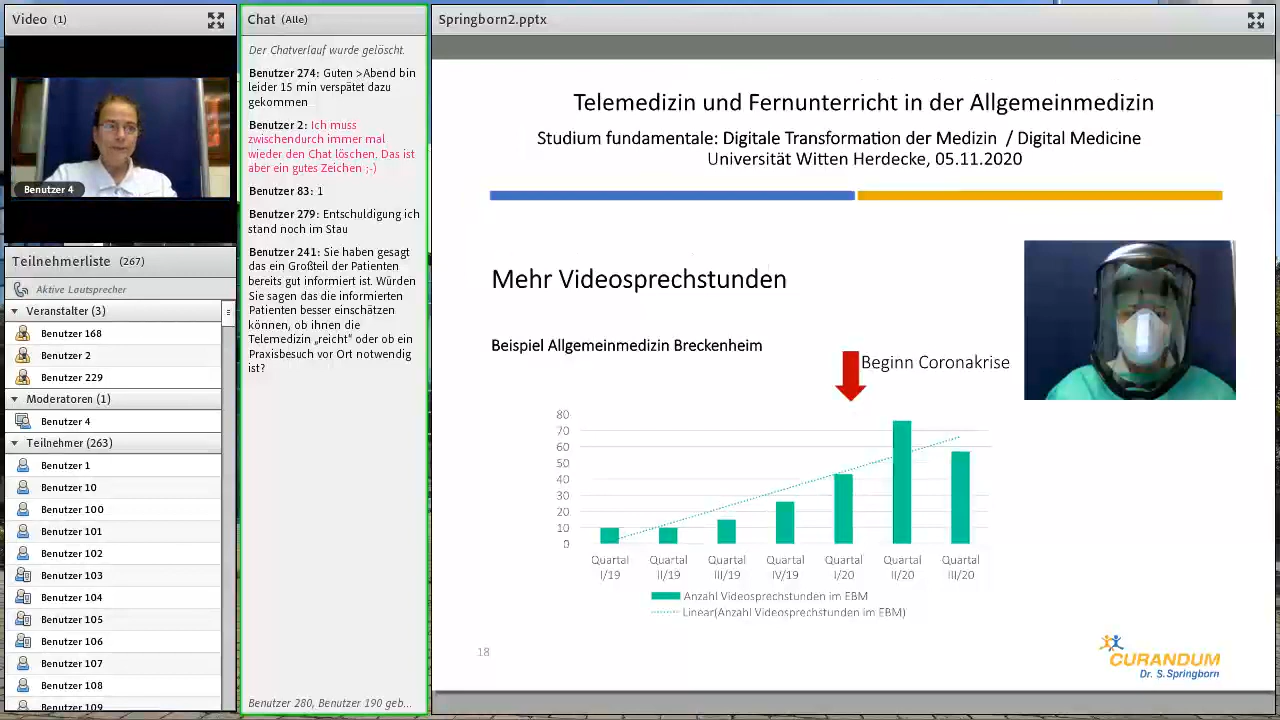 Video (1)
Benutzer 4
Teilnehmerliste (267)
Aktive Lautsprecher
Veranstalter (3)
Benutzer 168
Benutzer 2
Benutzer 229
Moderatoren (1)
Benutzer 4
Teilnehmer (263)
Benutzer 1
Benutzer 10
Benutzer 100
Benutzer 101
Benutzer 102
Benutzer 103
Benutzer 104
Benutzer 105
Benutzer 106
Benutzer 107
Benutzer 108
Benutzer 109
Chat (Alle)
Der Chatverlauf wurde gelöscht.
Benutzer 274: Guten >Abend bin
leider 15 min verspätet dazu
gekommen
Benutzer 2: Ich muss
zwischendurch immer mal
wieder den Chat löschen. Das ist
aber ein gutes Zeichen ;-)
Benutzer 83: 1
Benutzer 279: Entschuldigung ich
stand noch im Stau
Benutzer 241: Sie haben gesagt
das ein Großteil der Patienten
bereits gut informiert ist. Würden
Sie sagen das die informierten
Patienten besser einschätzen
können, ob ihnen die
Telemedizin „reicht" oder ob ein
Praxisbesuch vor Ort notwendig
ist?
Benutzer 280, Benutzer 190 geb...
Springborn2.pptx
Telemedizin und Fernunterricht in der Allgemeinmedizin
Studium fundamentale: Digitale Transformation der Medizin / Digital Medicine
Universität Witten Herdecke, 05.11.2020
Mehr Videosprechstunden
Beispiel Allgemeinmedizin Breckenheim
Beginn Coronakrise
80
70
60
50
40
30
20
10
0
Quartal I/19
Quartal II/19
Quartal III/19
Quartal IV/19
Quartal I/20
Quartal II/20
Quartal III/20
Anzahl Videosprechstunden im EBM
Linear(Anzahl Videosprechstunden im EBM)
18
CURANDUM
Dr. S.Springborn